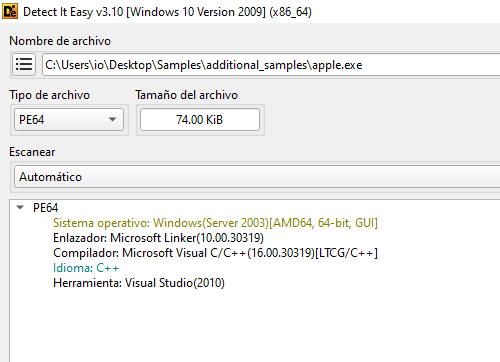 Detect It Easy v3.10 [Windows 10 Version 2009] (x86_64)
Nombre de archivo
C:\Users\io\Desktop\Samples\additional_samples\apple.exe
Tipo de archivo Tamaño del archivo
PE64 74.00 KiB
Escanear
Automático
PE64
Sistema operativo: Windows(Server 2003)[AMD64, 64-bit, GUI]
Enlazador: Microsoft Linker(10.00.30319)
Compilador: Microsoft Visual C/C++(16.00.30319)[LTCG/C++]
Idioma: C++
Herramienta: Visual Studio(2010)